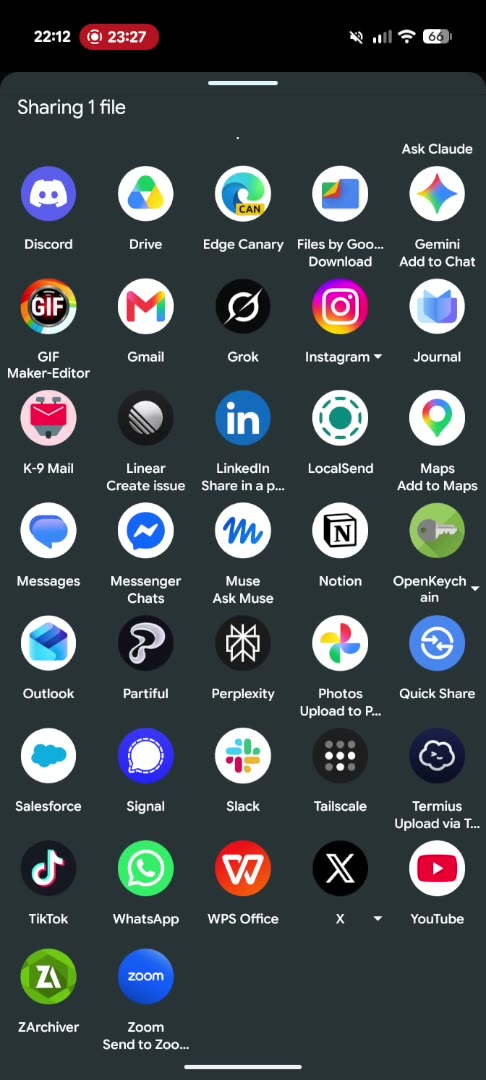 22:12 23:27 66
Sharing 1 file
Ask Claude
Discord Drive Edge Canary Files by Goo... Gemini
Download Add to Chat
CAN
GIF
GIF Gmail Grok Instagram Journal
Maker-Editor
in
K-9 Mail Linear LinkedIn LocalSend Maps
Create issue Share in a p... Add to Maps
Messages Messenger Muse Notion OpenKeych
Chats Ask Muse ain
Outlook Partiful Perplexity Photos Quick Share
Upload to P...
Salesforce Signal Slack Tailscale Termius
Upload via T...
TikTok WhatsApp WPS Office X YouTube
ZA
zoom
ZArchiver Zoom
Send to Zoo...